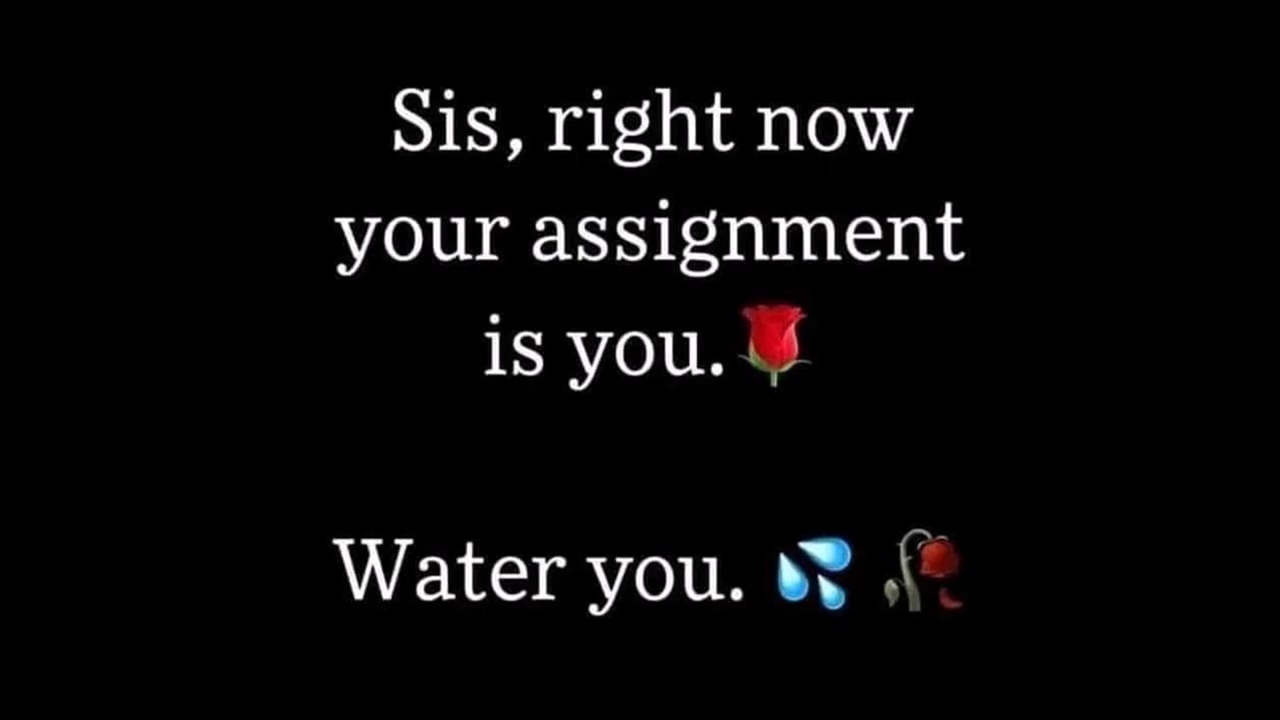 Sis, right now
your assignment
is you.🌹
Water you. 💦 🥀